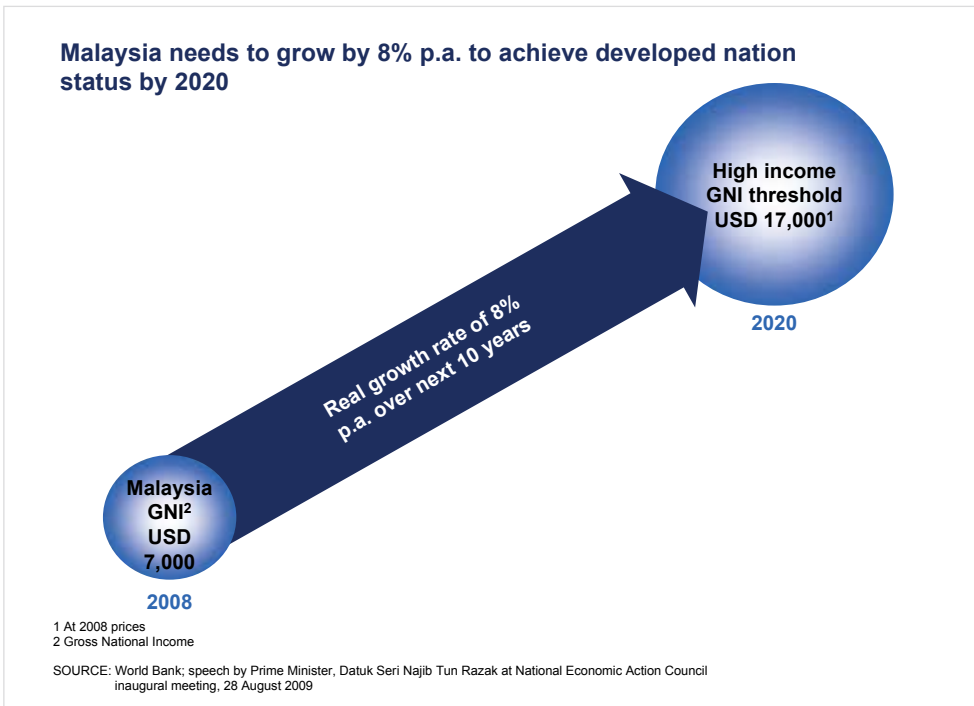 Malaysia needs to grow by 8% p.a. to achieve developed nation
status by 2020
High income
GNI threshold
USD 17,000¹
2020
Real growth rate of 8%
p.a. over next 10 years
Malaysia
GNI²
USD
7,000
2008
1 At 2008 prices
2 Gross National Income
SOURCE: World Bank; speech by Prime Minister, Datuk Seri Najib Tun Razak at National Economic Action Council
inaugural meeting, 28 August 2009